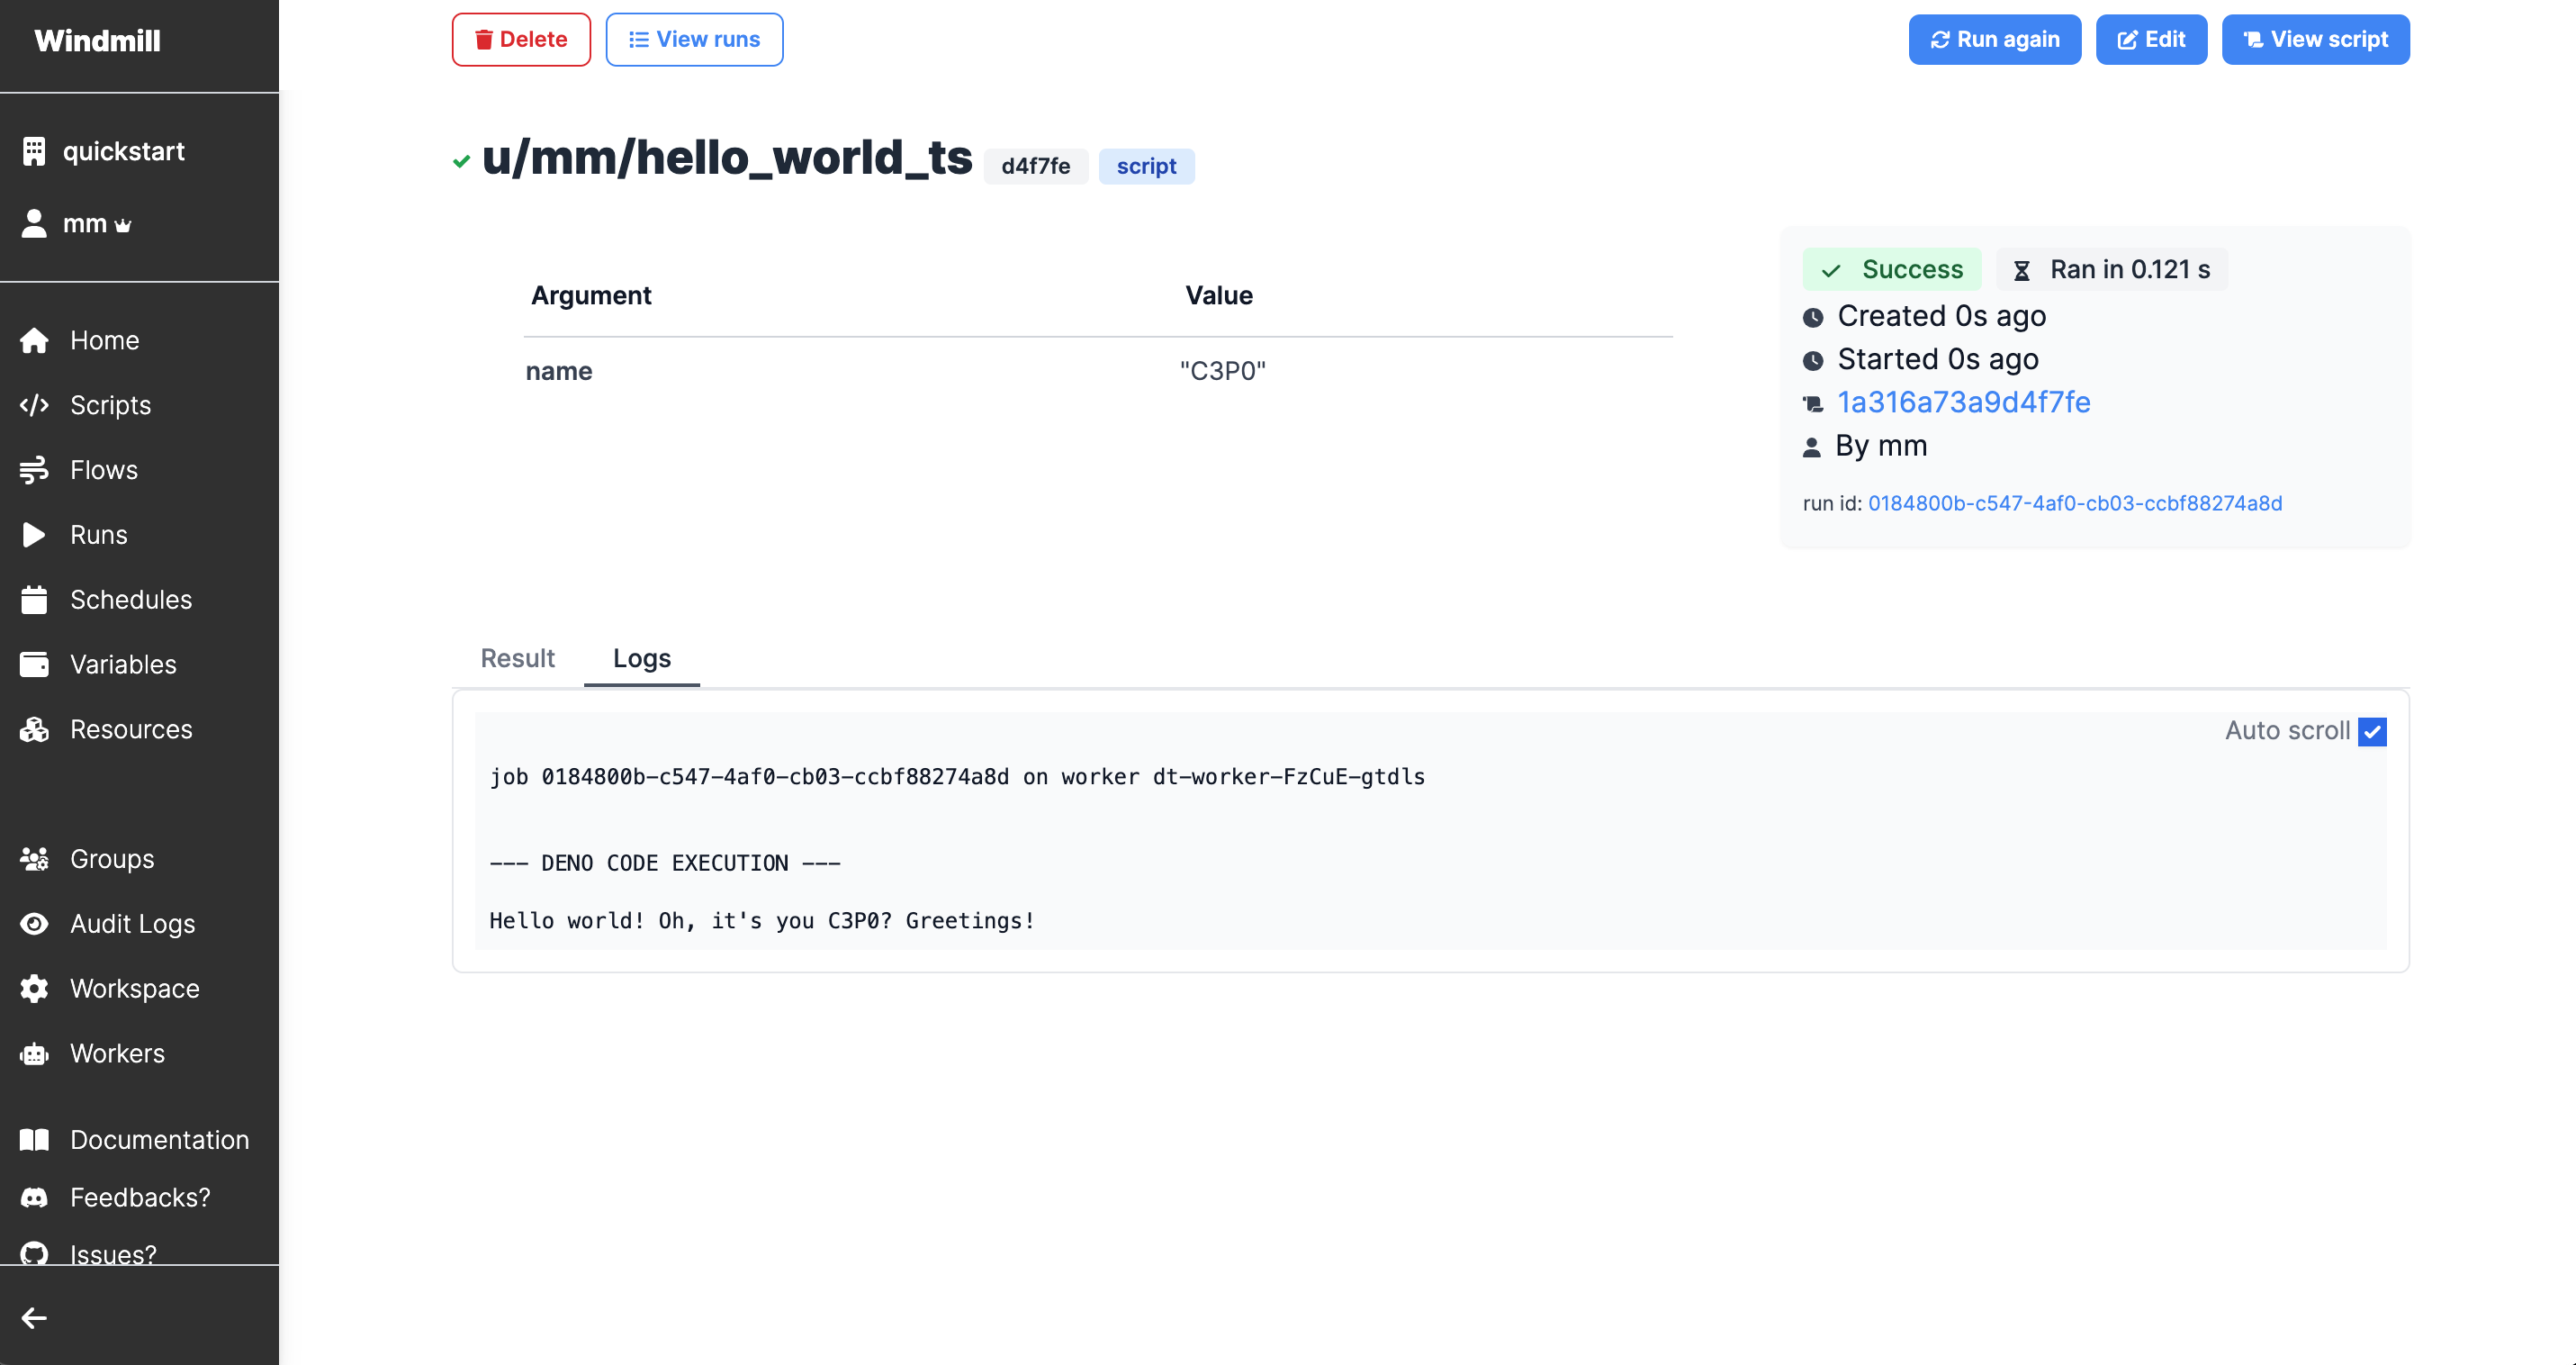 Windmill
quickstart
mm
Home
Scripts
Flows
Runs
Schedules
Variables
Resources
Groups
Audit Logs
Workspace
Workers
Documentation
Feedbacks?
Issues?
Delete
View runs
Run again
Edit
View script
u/mm/hello_world_ts d4f7fe script
Argument Value
name "C3P0"
Success Ran in 0.121 s
Created 0s ago
Started 0s ago
1a316a73a9d4f7fe
By mm
run id: 0184800b-c547-4af0-cb03-ccbf88274a8d
Result Logs
Auto scroll
job 0184800b-c547-4af0-cb03-ccbf88274a8d on worker dt-worker-FzCuE-gtdls
--- DENO CODE EXECUTION ---
Hello world! Oh, it's you C3P0? Greetings!